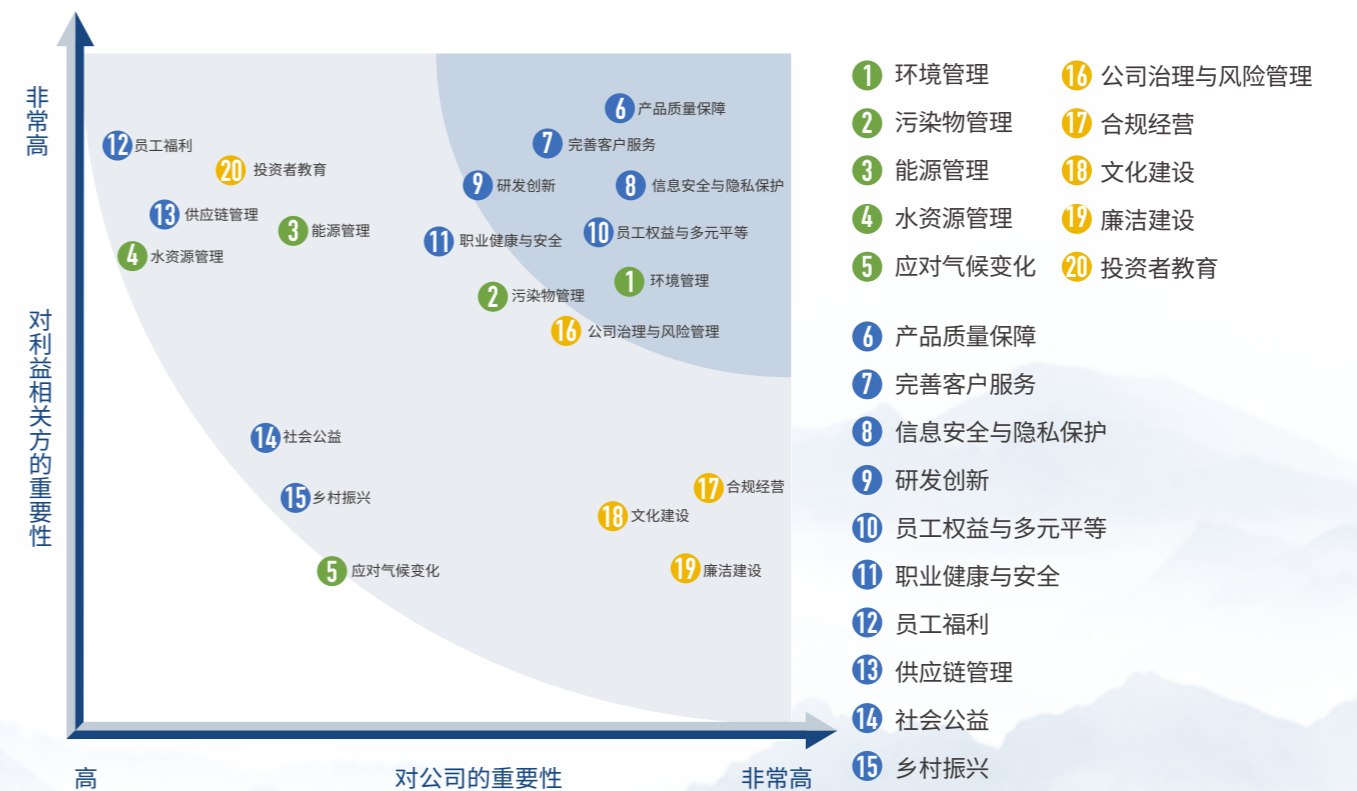 非常高
对利益相关方的重要性
6 产品质量保障
7 完善客户服务
12 员工福利
20 投资者教育
9 研发创新
8 信息安全与隐私保护
13 供应链管理
3 能源管理
10 员工权益与多元平等
11 职业健康与安全
4 水资源管理
1 环境管理
2 污染物管理
16 公司治理与风险管理
14 社会公益
17 合规经营
15 乡村振兴
18 文化建设
5 应对气候变化
19 廉洁建设
高
对公司的重要性
非常高
1 环境管理
2 污染物管理
3 能源管理
4 水资源管理
5 应对气候变化
16 公司治理与风险管理
17 合规经营
18 文化建设
19 廉洁建设
20 投资者教育
6 产品质量保障
7 完善客户服务
8 信息安全与隐私保护
9 研发创新
10 员工权益与多元平等
11 职业健康与安全
12 员工福利
13 供应链管理
14 社会公益
15 乡村振兴